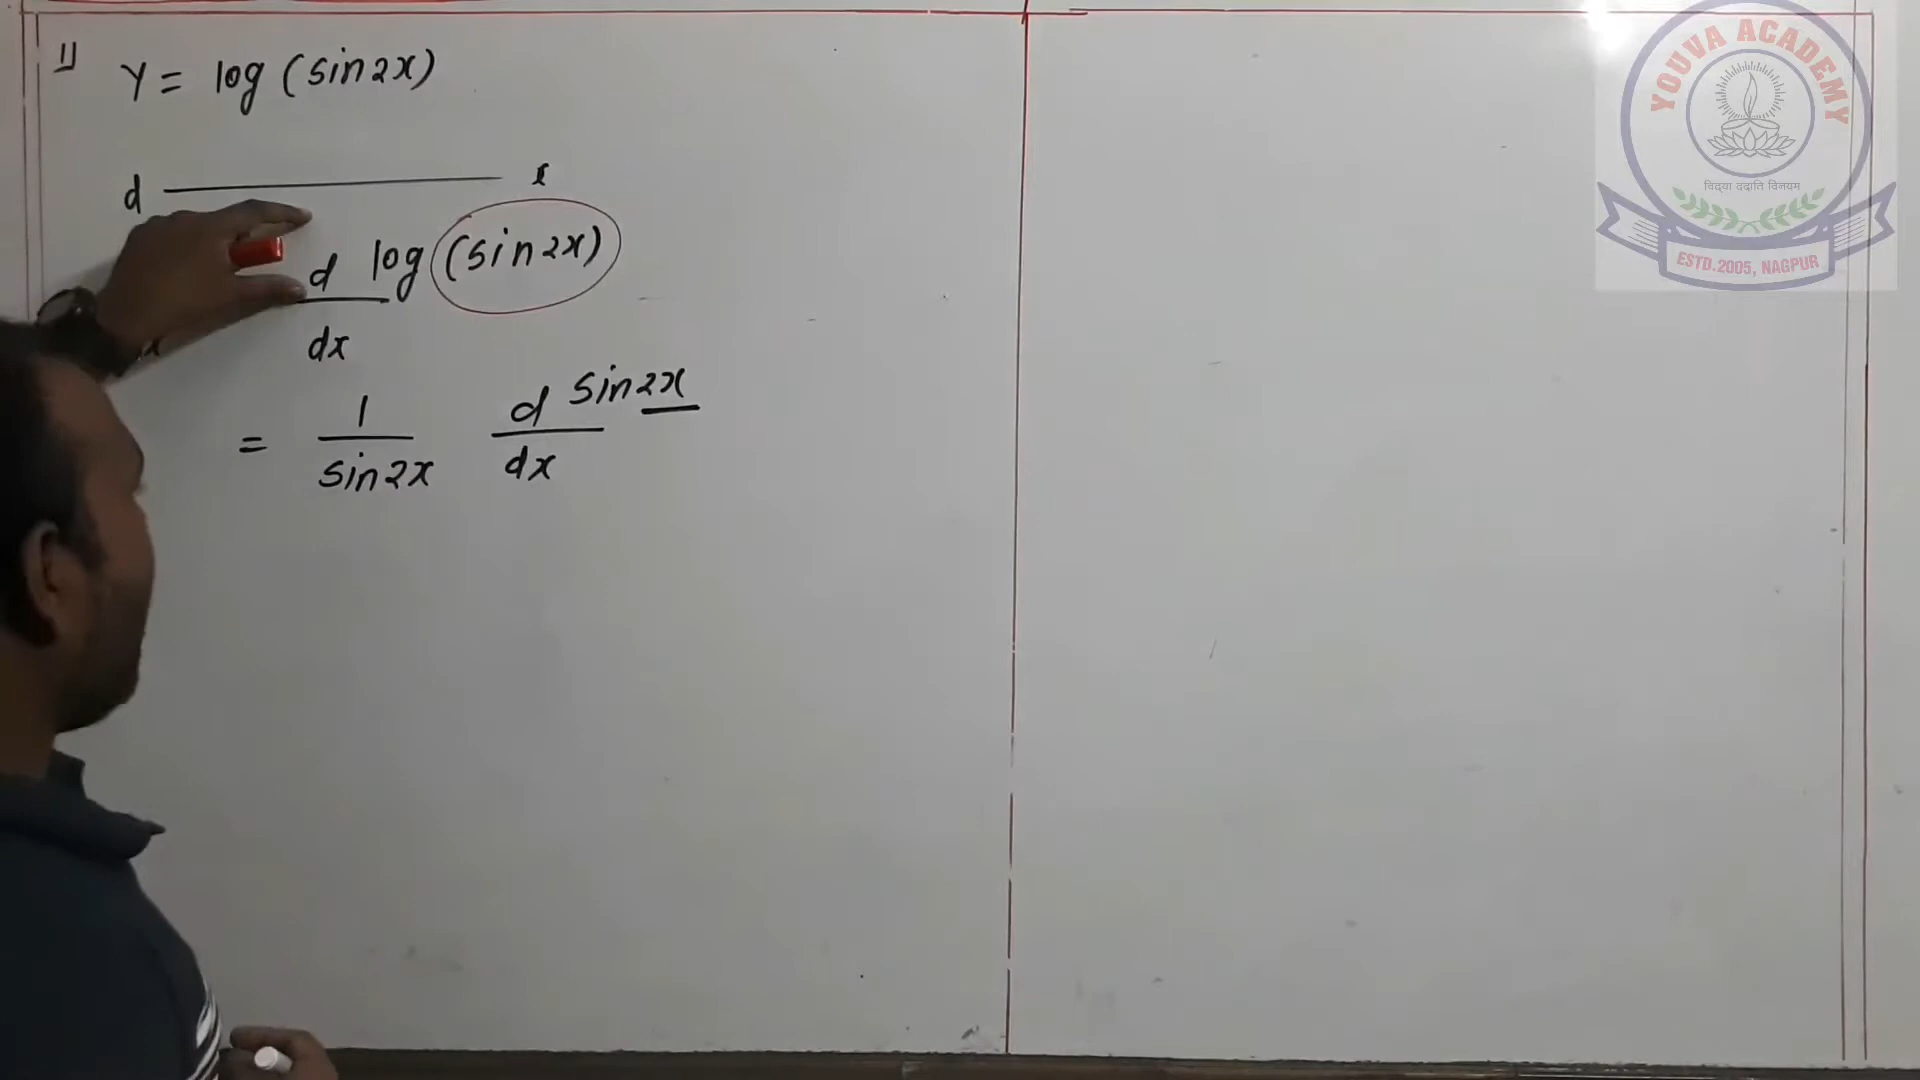 1) Y = log (sin2x)
d ———— x
d log (sin2x)
dx
= 1/sin2x d/dx sin2x
YOUVA ACADEMY
विद्या ददाति विनयम
ESTD.2005, NAGPUR